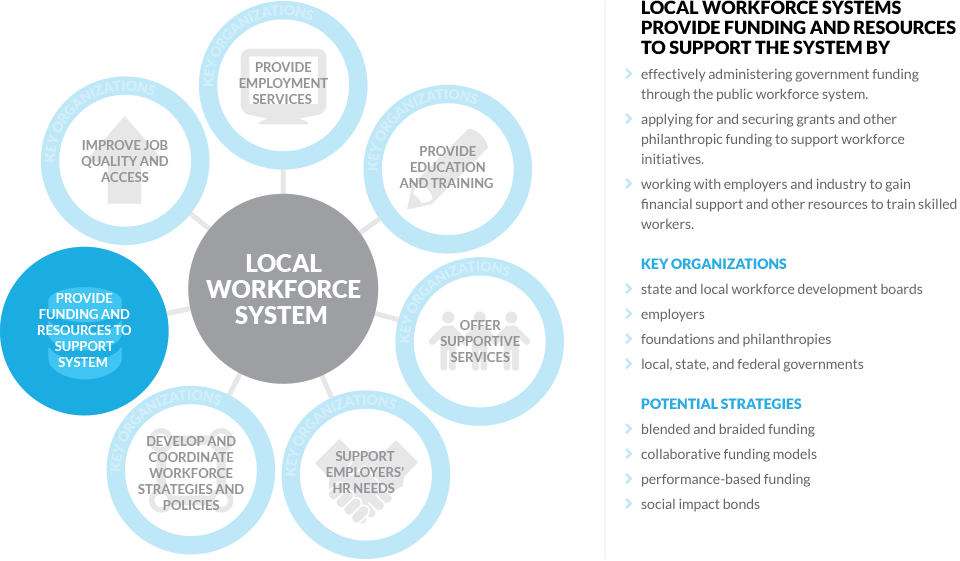 KEY ORGANIZATIONS
PROVIDE
EMPLOYMENT
SERVICES
KEY ORGANIZATIONS
IMPROVE JOB
QUALITY AND
ACCESS
KEY ORGANIZATIONS
PROVIDE
EDUCATION
AND TRAINING
LOCAL
WORKFORCE
SYSTEM
PROVIDE
FUNDING AND
RESOURCES TO
SUPPORT
SYSTEM
KEY ORGANIZATIONS
OFFER
SUPPORTIVE
SERVICES
KEY ORGANIZATIONS
DEVELOP AND
COORDINATE
WORKFORCE
STRATEGIES AND
POLICIES
KEY ORGANIZATIONS
SUPPORT
EMPLOYERS'
HR NEEDS
LOCAL WORKFORCE SYSTEMS
PROVIDE FUNDING AND RESOURCES
TO SUPPORT THE SYSTEM BY
effectively administering government funding
through the public workforce system.
applying for and securing grants and other
philanthropic funding to support workforce
initiatives.
working with employers and industry to gain
financial support and other resources to train skilled
workers.
KEY ORGANIZATIONS
state and local workforce development boards
employers
foundations and philanthropies
local, state, and federal governments
POTENTIAL STRATEGIES
blended and braided funding
collaborative funding models
performance-based funding
social impact bonds